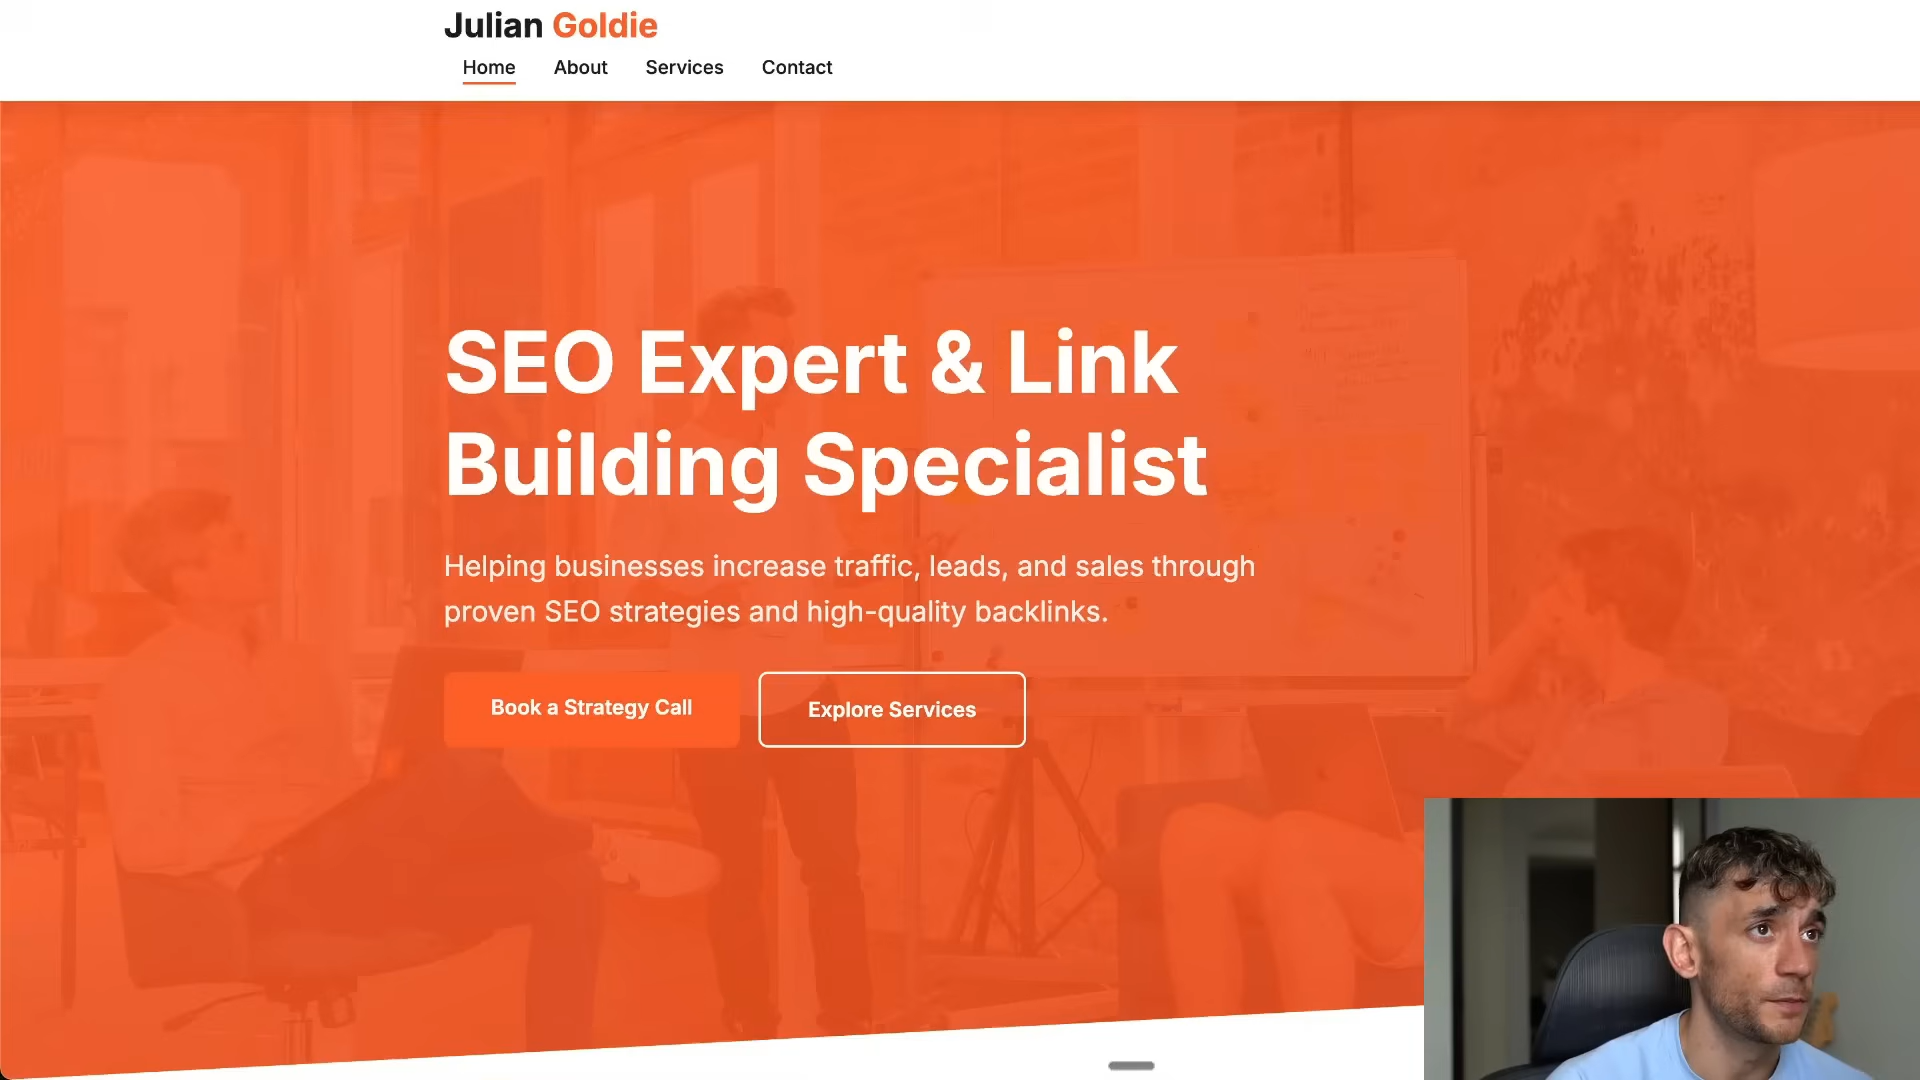 Julian Goldie
Home About Services Contact
SEO Expert & Link
Building Specialist
Helping businesses increase traffic, leads, and sales through
proven SEO strategies and high-quality backlinks.
Book a Strategy Call Explore Services